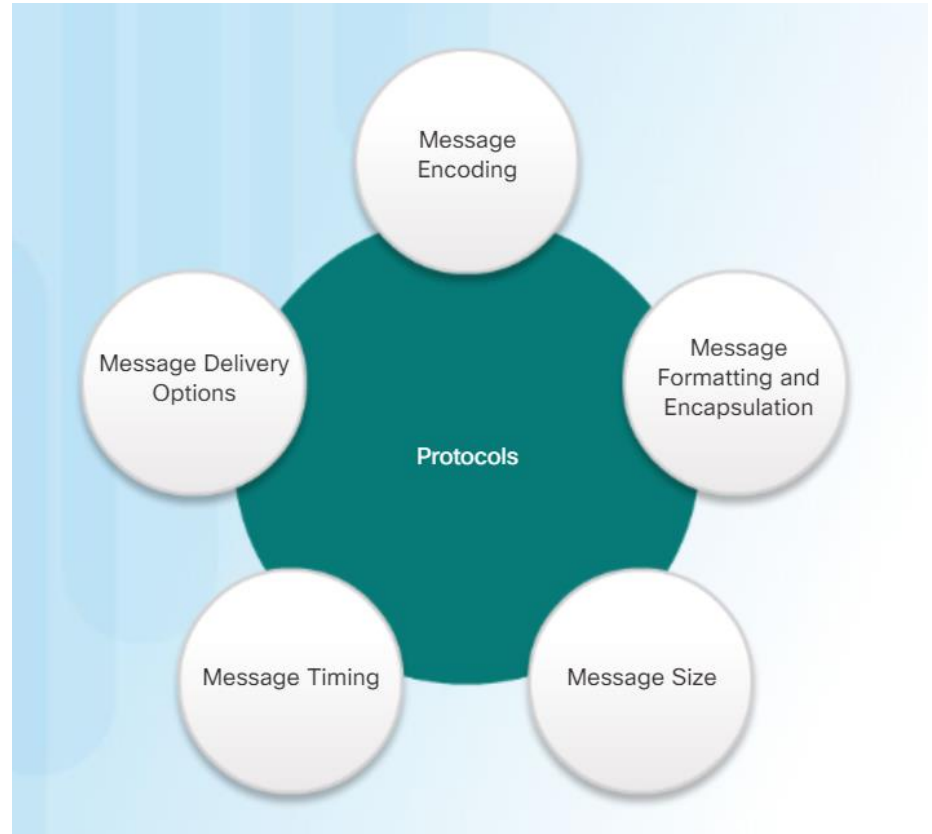 Message
Encoding
Message Delivery
Options
Message
Formatting and
Encapsulation
Protocols
Message Timing
Message Size